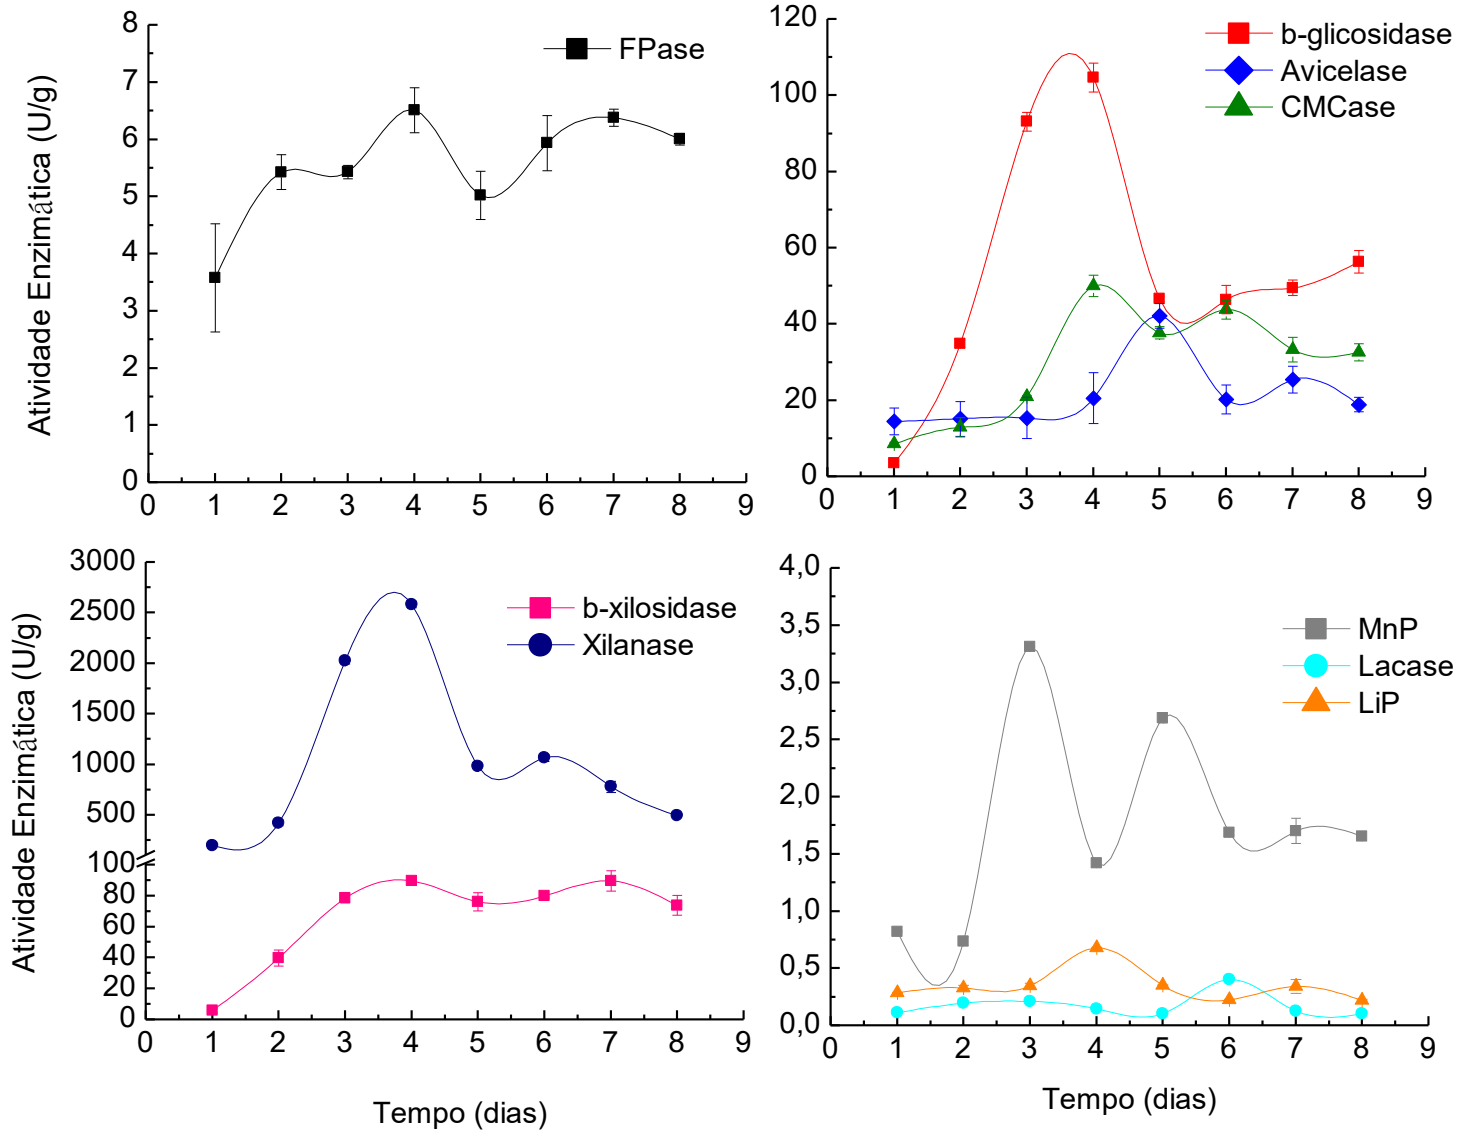 8
7
6
5
4
3
2
1
0
0 1 2 3 4 5 6 7 8 9
Atividade Enzimática (U/g)
FPase
120
100
80
60
40
20
0
0 1 2 3 4 5 6 7 8 9
b-glicosidase
Avicelase
CMCase
3000
2500
2000
1500
1000
500
100
80
60
40
20
0
0 1 2 3 4 5 6 7 8 9
Atividade Enzimática (U/g)
b-xilosidase
Xilanase
Tempo (dias)
4,0
3,5
3,0
2,5
2,0
1,5
1,0
0,5
0,0
0 1 2 3 4 5 6 7 8 9
MnP
Lacase
LiP
Tempo (dias)